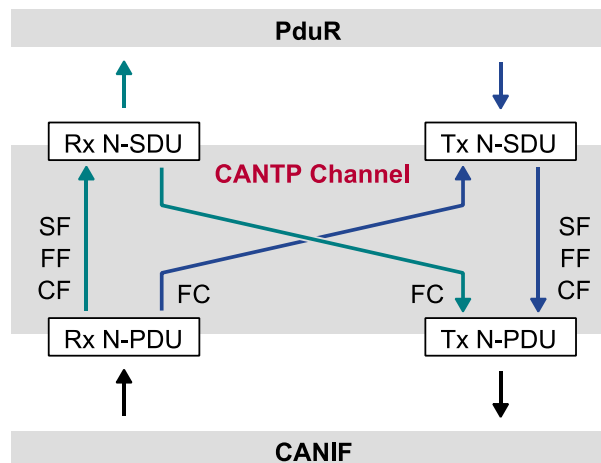 PduR
Rx N-SDU
Tx N-SDU
CANTP Channel
SF
FF
CF
FC
FC
SF
FF
CF
Rx N-PDU
Tx N-PDU
CANIF